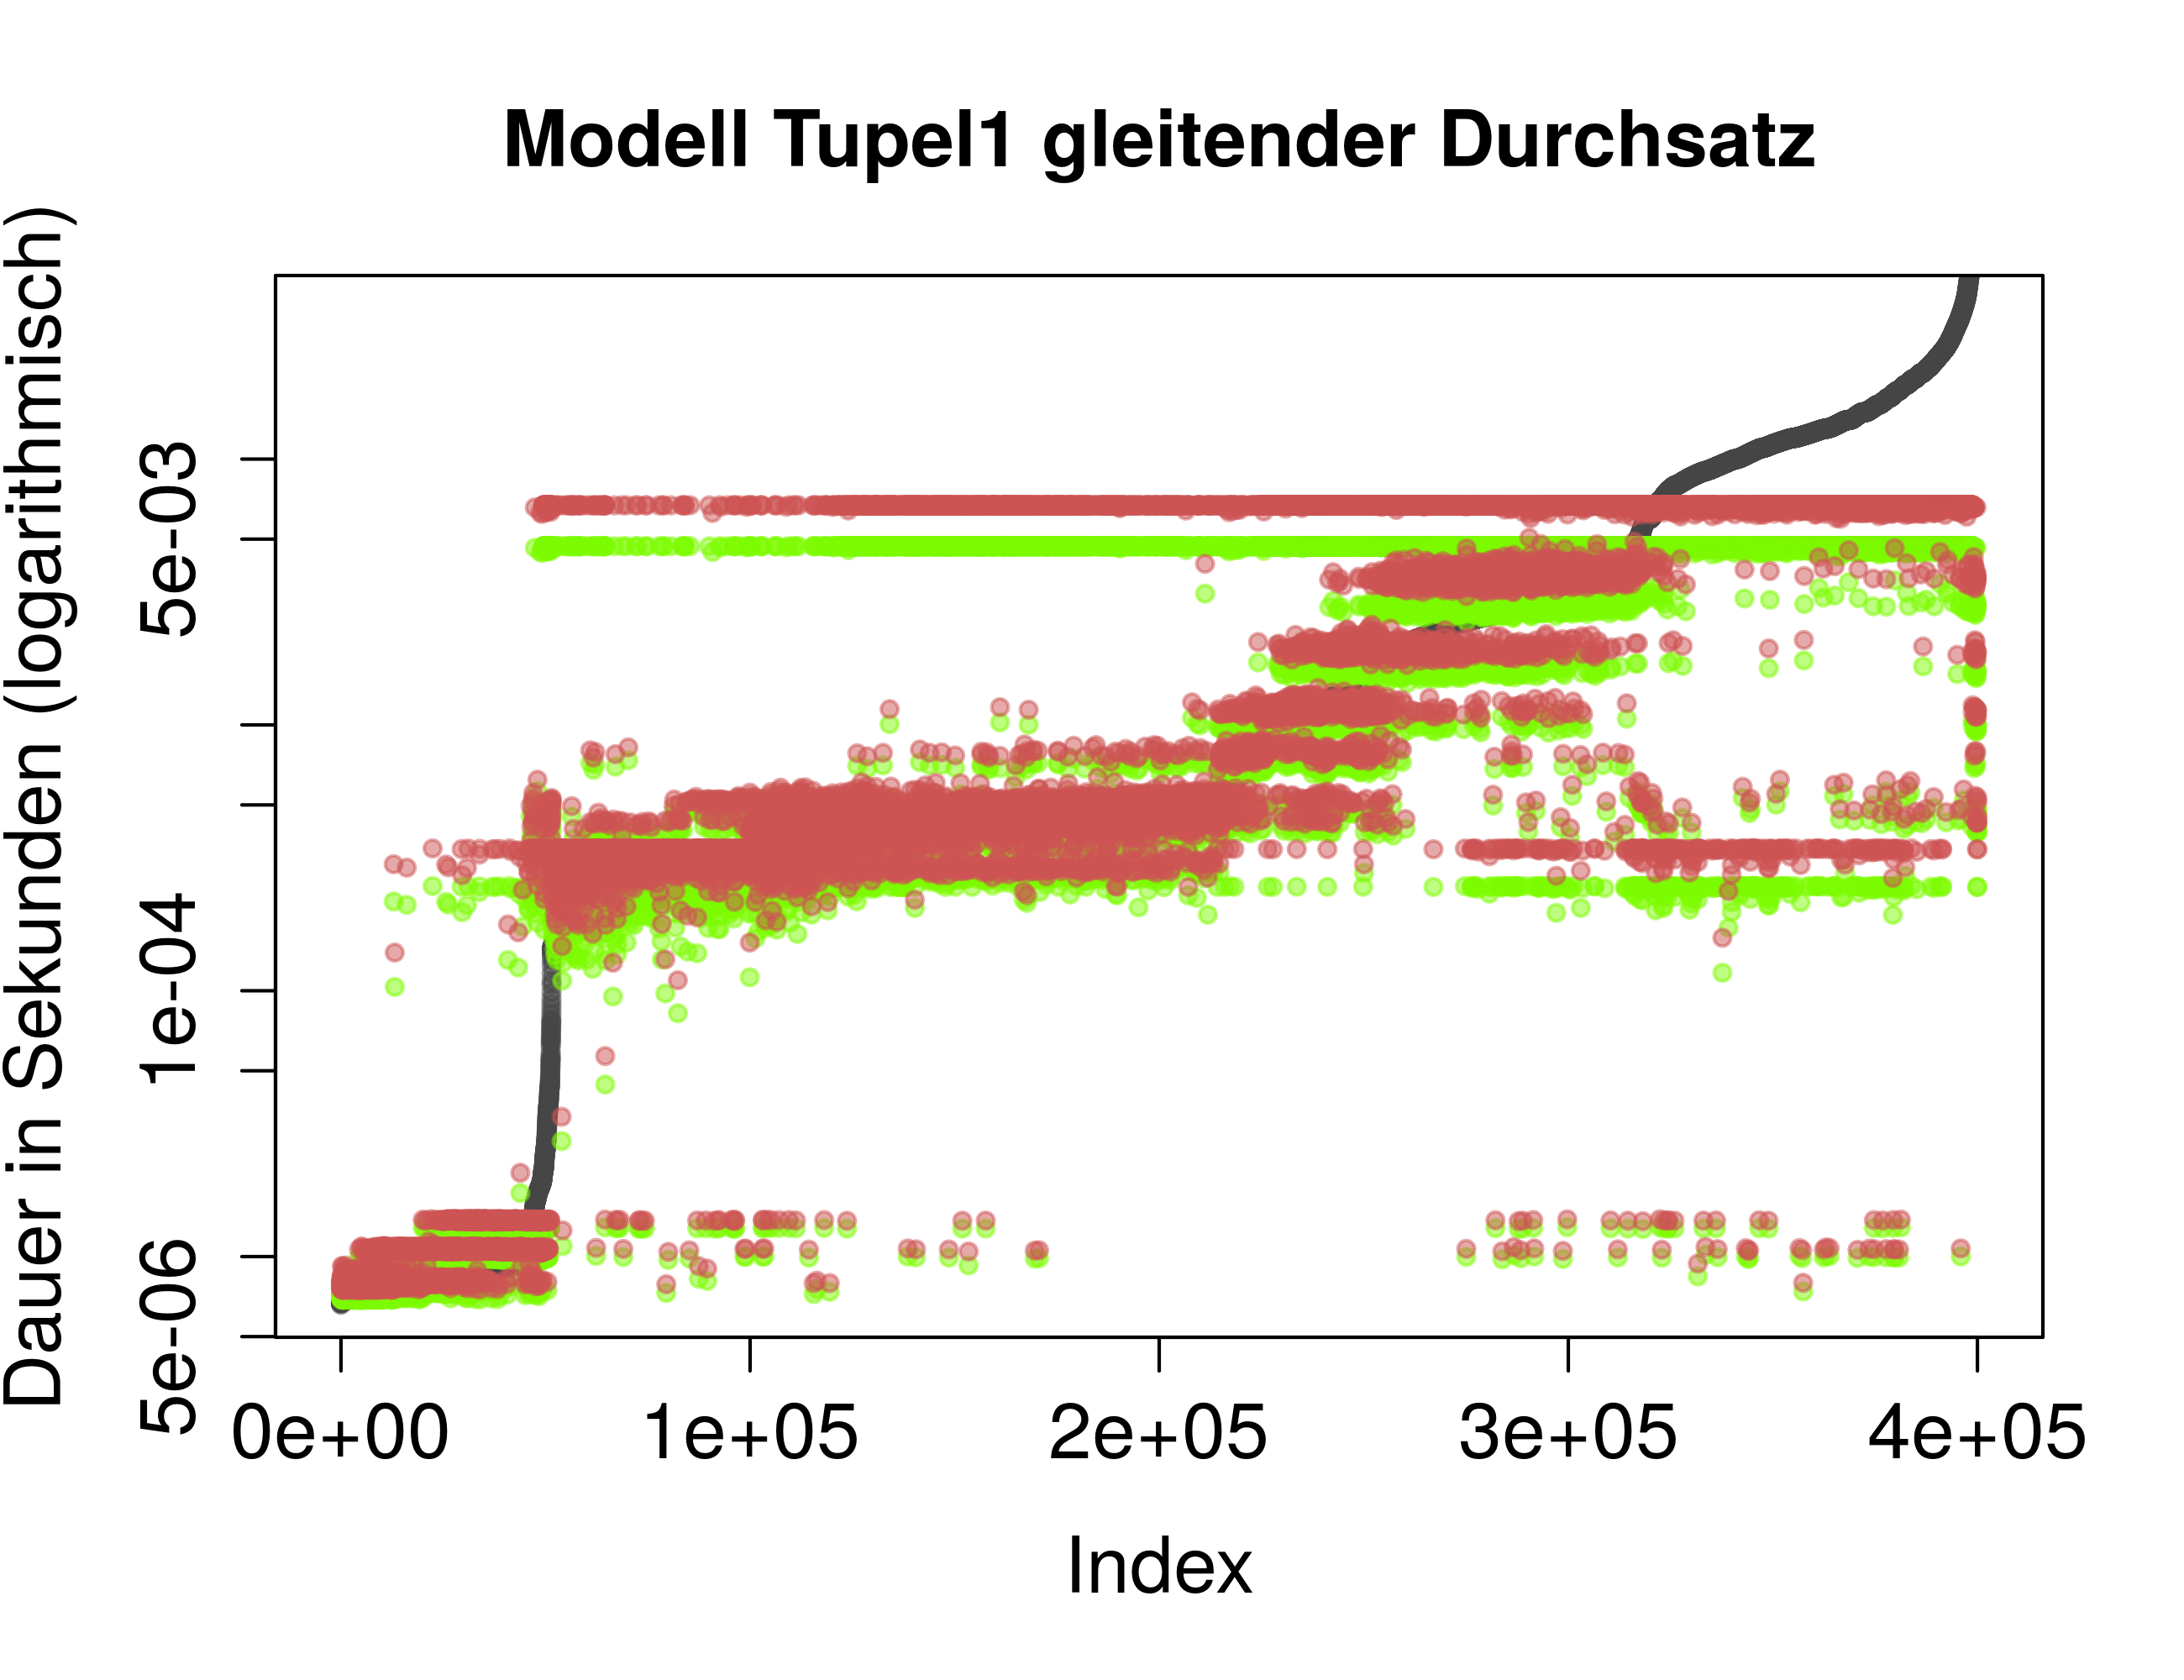 Modell Tupel1 gleitender Durchsatz
Dauer in Sekunden (logarithmisch)
5e-03
1e-04
5e-06
0e+00 1e+05 2e+05 3e+05 4e+05
Index